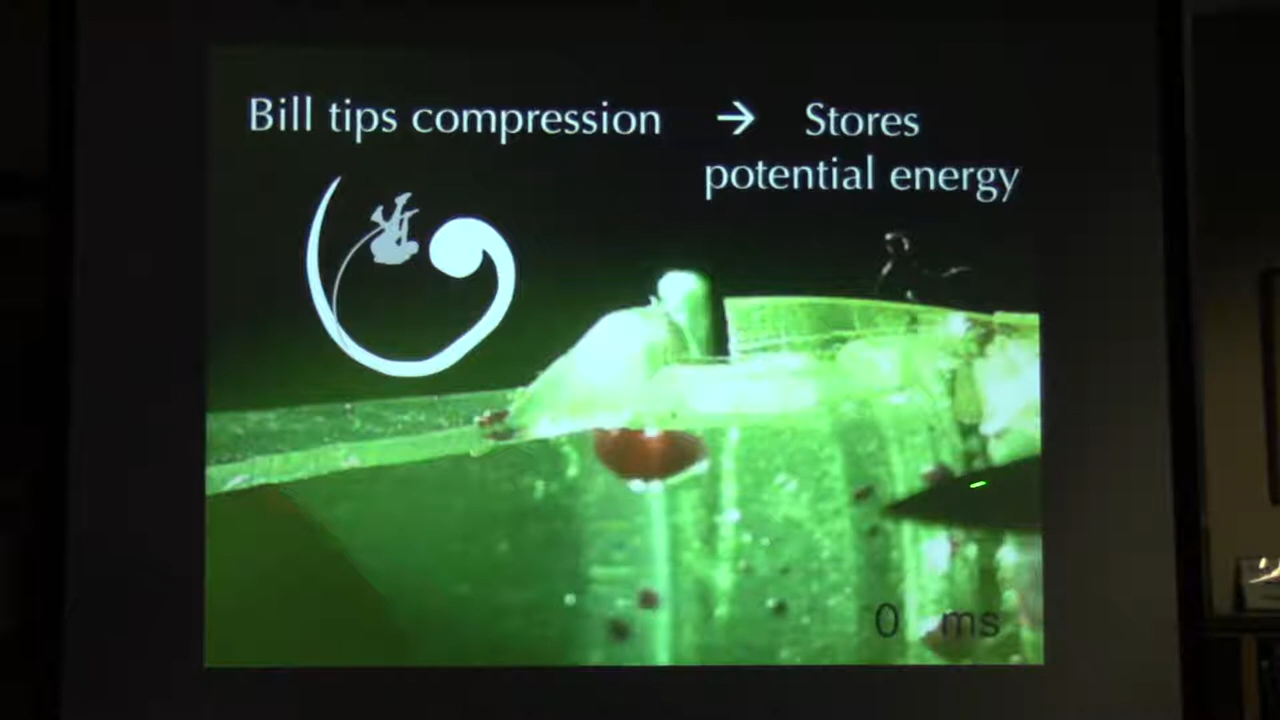 Bill tips compression → Stores
potential energy
0 ms